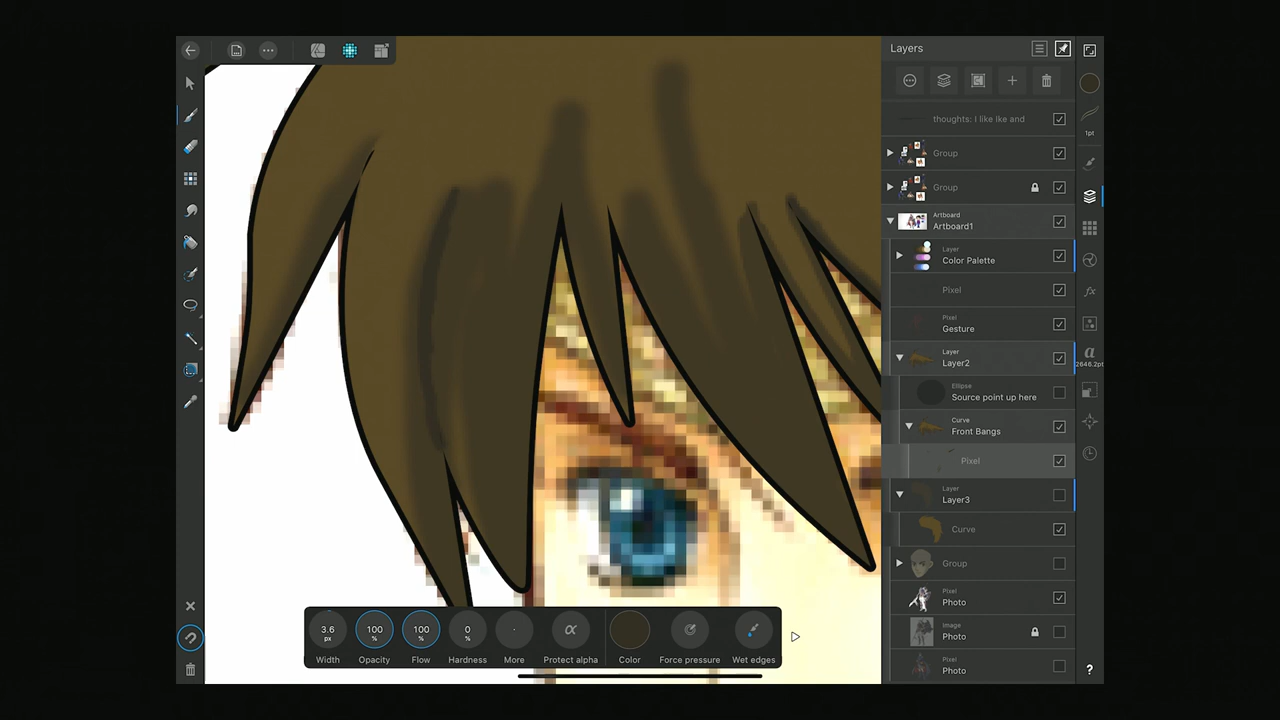 Layers
thoughts: I like Ike and
1pt
Group
Group
Artboard
Artboard1
Layer
Color Palette
Pixel
Pixel
Gesture
Layer
Layer2
a
2646.2pt
Ellipse
Source point up here
Curve
Front Bangs
Pixel
Layer
Layer3
Curve
Group
Pixel
Photo
Image
Photo
Pixel
Photo
?
3.6 px
100 %
100 %
0 %
α
Width
Opacity
Flow
Hardness
More
Protect alpha
Color
Force pressure
Wet edges
fx